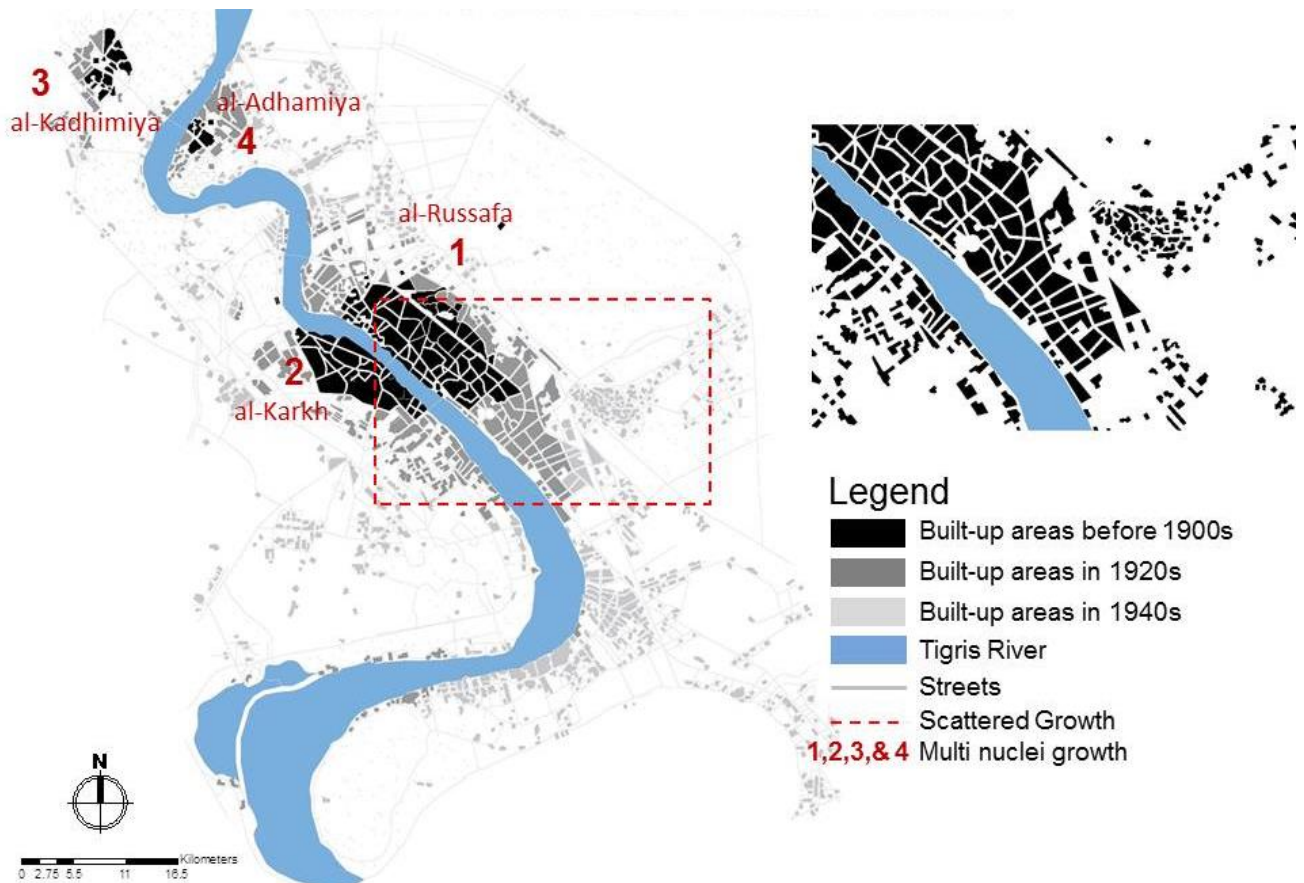 3
al-Kadhimiya
al-Adhamiya
4
al-Russafa
1
2
al-Karkh
Legend
Built-up areas before 1900s
Built-up areas in 1920s
Built-up areas in 1940s
Tigris River
Streets
Scattered Growth
1,2,3,& 4 Multi nuclei growth
N
Kilometers
0 2.75 5.5 11 16.5